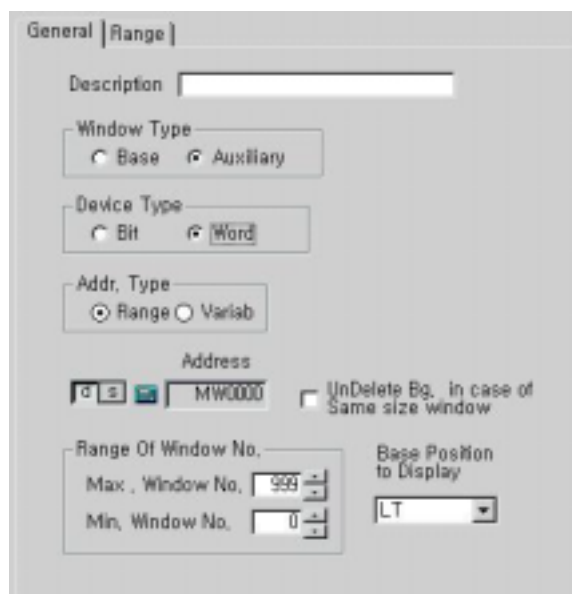 General Range
Description
Window Type
Base Auxiliary
Device Type
Bit Word
Addr. Type
Range Variab
Address
d s MW0000
UnDelete Bg. in case of
Same size window
Range Of Window No.
Max . Window No. 999
Min. Window No. 0
Base Position
to Display
LT